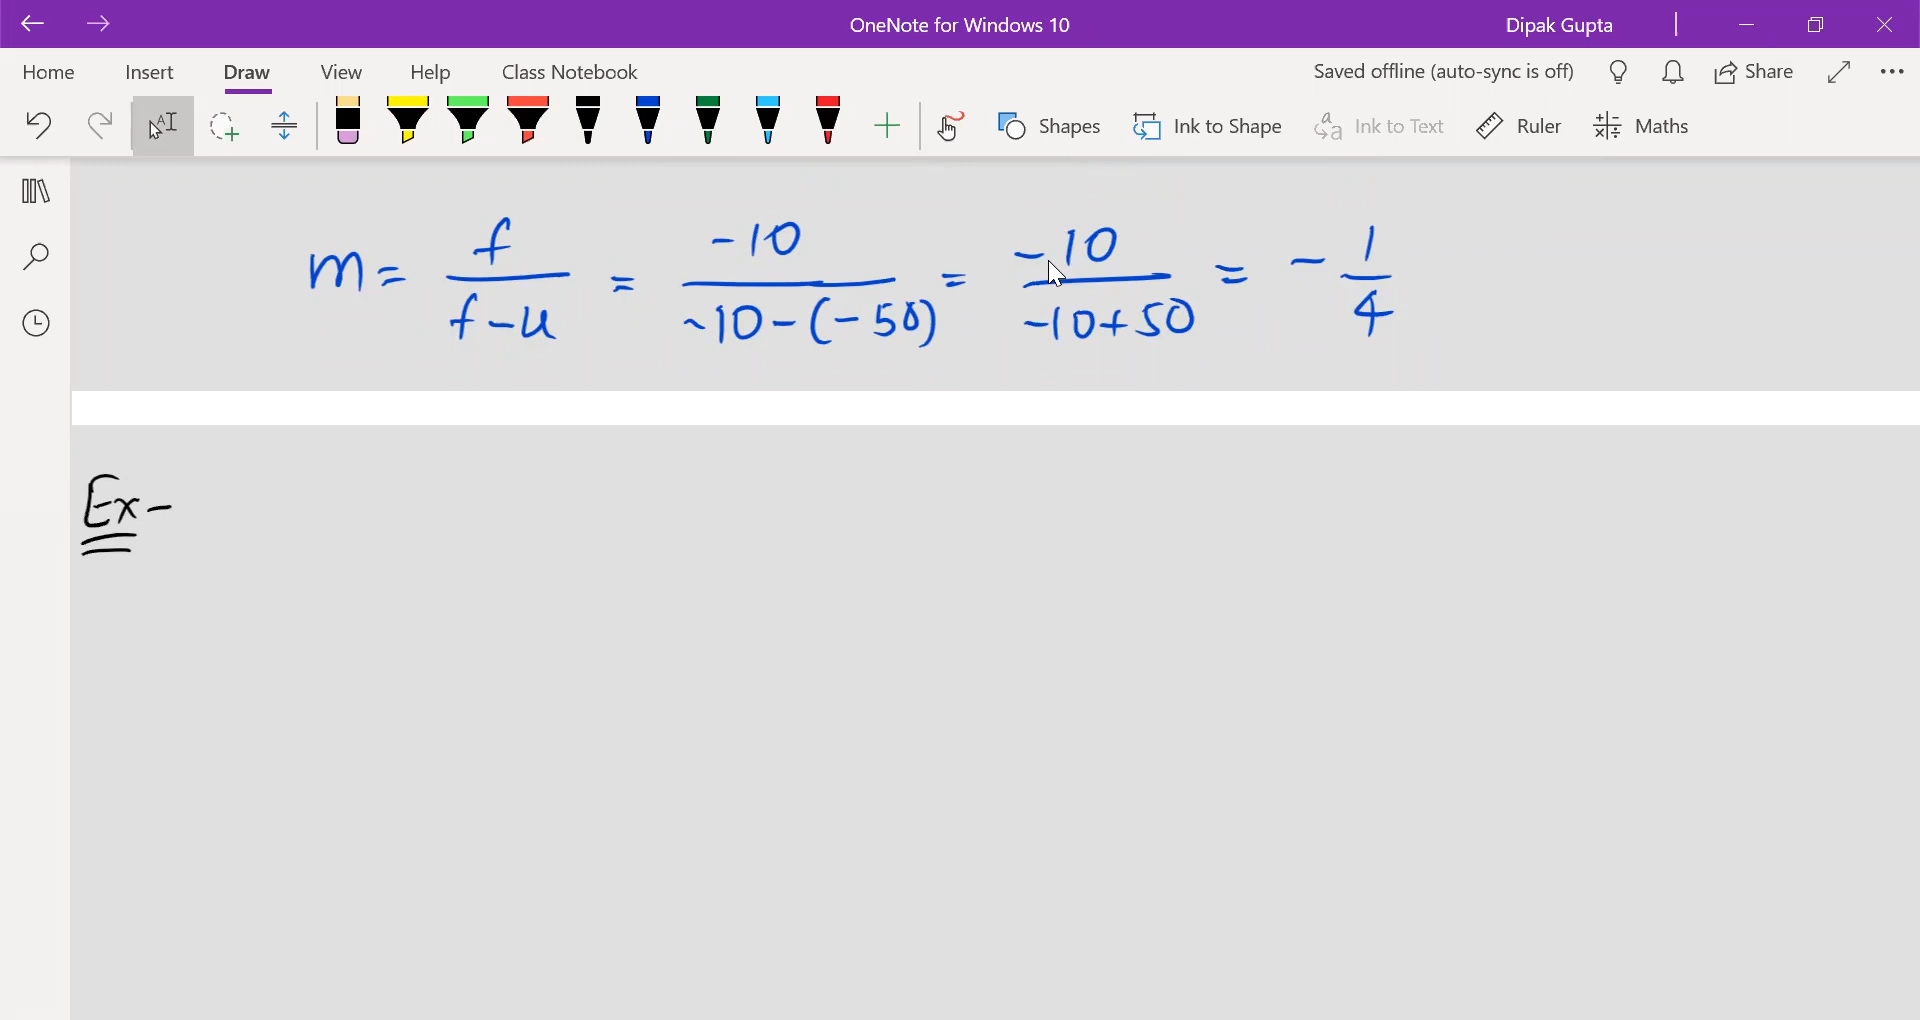 OneNote for Windows 10
Dipak Gupta
Home Insert Draw View Help Class Notebook
Saved offline (auto-sync is off) Share
Shapes Ink to Shape Ink to Text Ruler Maths
m = f / (f - u) = -10 / (-10 - (-50)) = -10 / (-10 + 50) = - 1/4
Ex -